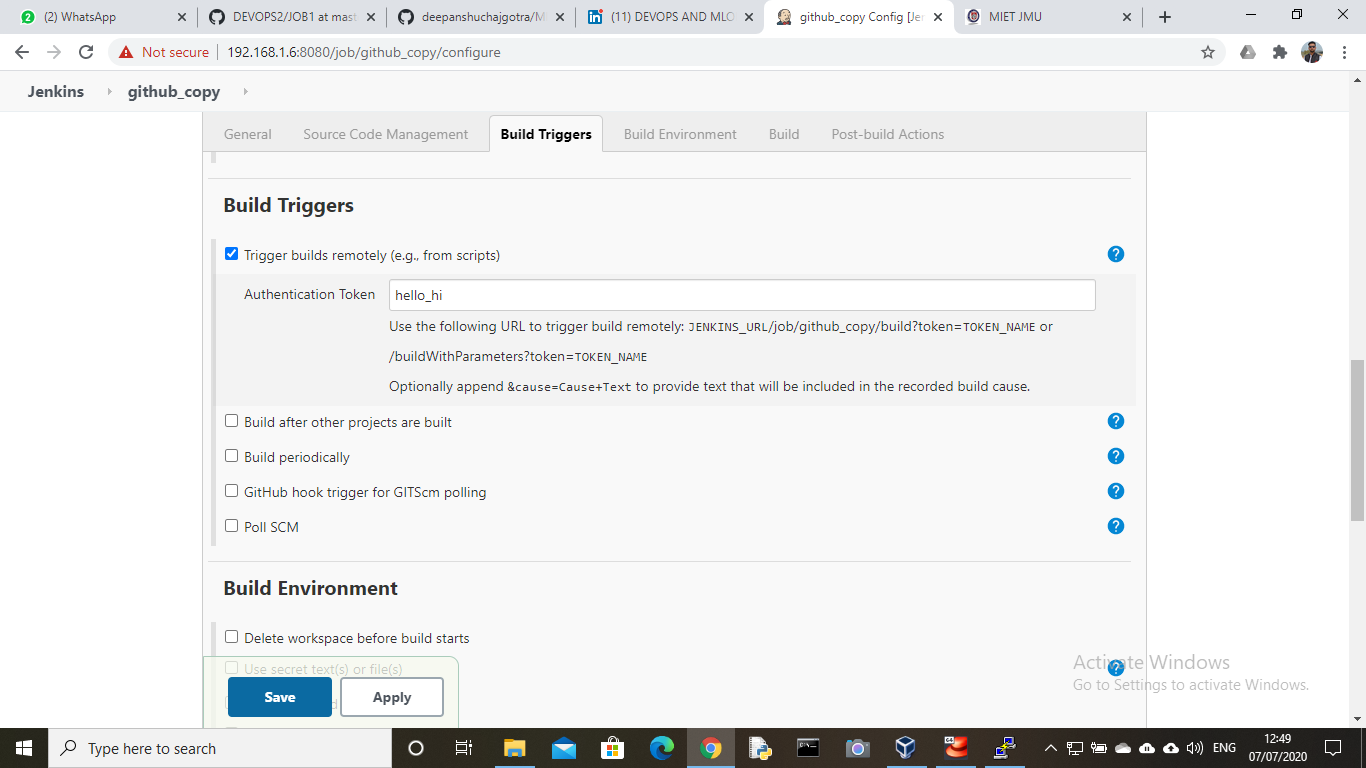 (2) WhatsApp
DEVOPS2/JOB1 at mast
deepanshuchajgotra/M
(11) DEVOPS AND MLO
github_copy Config [Je
MIET JMU
Not secure 192.168.1.6:8080/job/github_copy/configure
Jenkins github_copy
General Source Code Management Build Triggers Build Environment Build Post-build Actions
Build Triggers
Trigger builds remotely (e.g., from scripts)
Authentication Token hello_hi
Use the following URL to trigger build remotely: JENKINS_URL/job/github_copy/build?token=TOKEN_NAME or
/buildWithParameters?token=TOKEN_NAME
Optionally append &cause=Cause+Text to provide text that will be included in the recorded build cause.
Build after other projects are built
Build periodically
GitHub hook trigger for GITScm polling
Poll SCM
Build Environment
Delete workspace before build starts
Use secret text(s) or file(s)
Save Apply
Activate Windows
Go to Settings to activate Windows.
Type here to search
ENG
12:49
07/07/2020